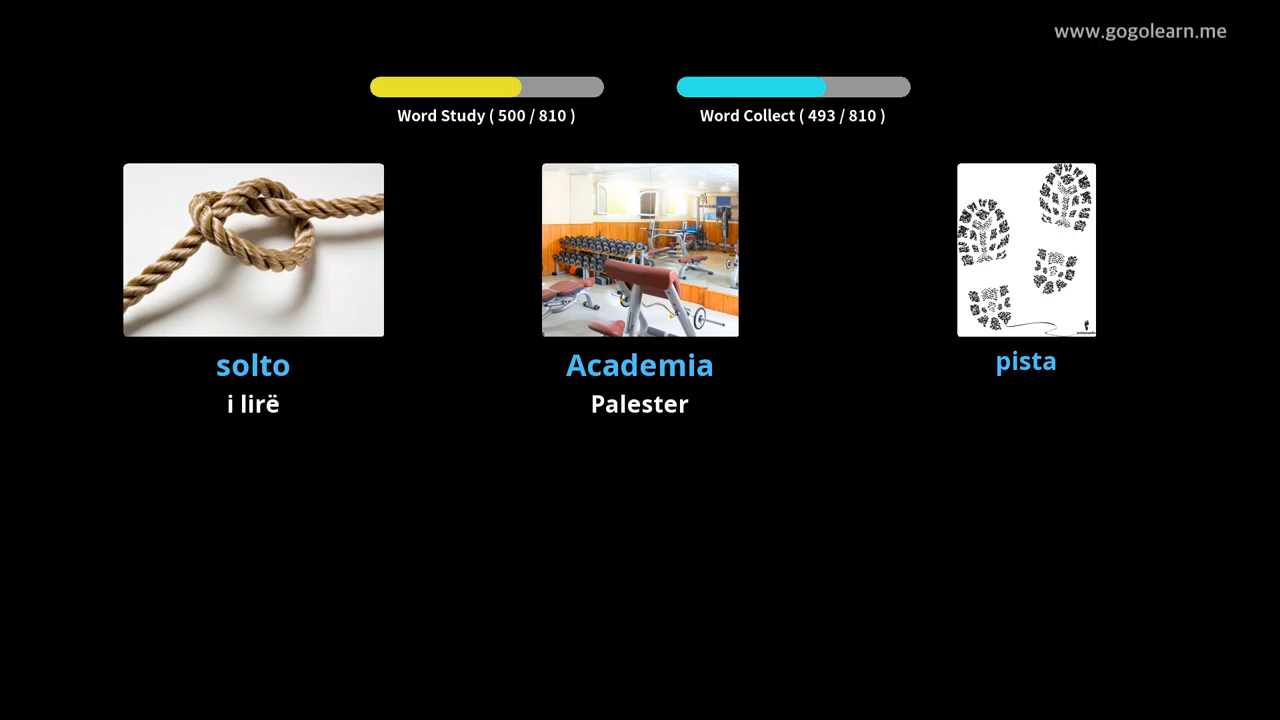 www.gogolearn.me
Word Study ( 500 / 810 )
Word Collect ( 493 / 810 )
solto
i lirë
Academia
Palester
pista